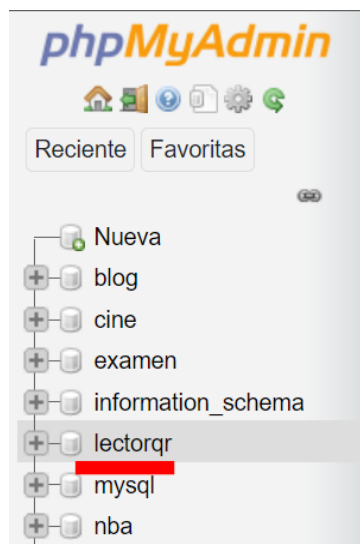 phpMyAdmin
Reciente Favoritas
Nueva
blog
cine
examen
information_schema
lectorqr
mysql
nba